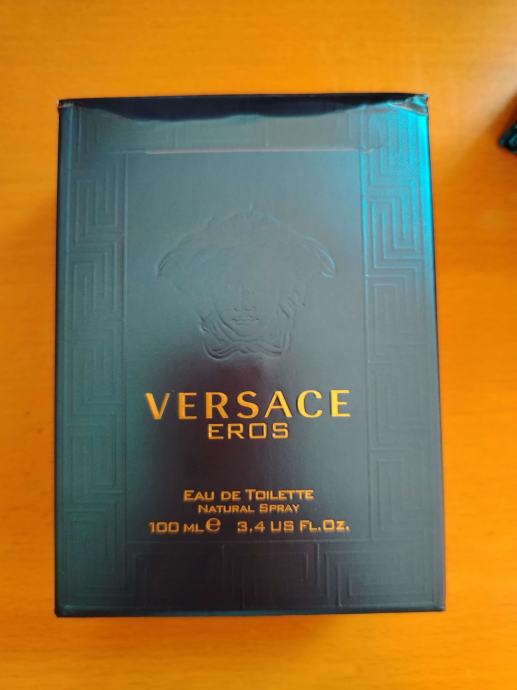 VERSACE
EROS
EAU DE TOILETTE
NATURAL SPRAY
100 ML℮ 3,4 US FL.OZ.